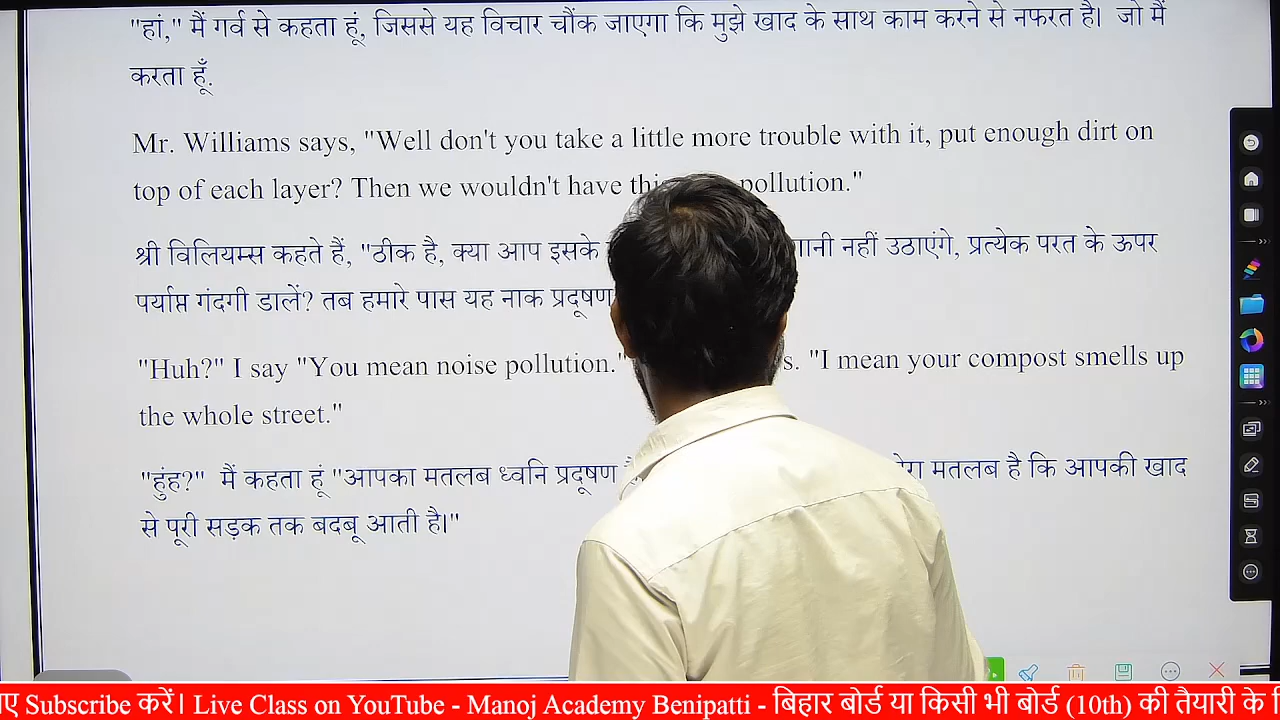 "हां," मैं गर्व से कहता हूं, जिससे यह विचार चौंक जाएगा कि मुझे खाद के साथ काम करने से नफरत है। जो मैं
करता हूँ.
Mr. Williams says, "Well don't you take a little more trouble with it, put enough dirt on
top of each layer? Then we wouldn't have pollution."
श्री विलियम्स कहते हैं, "ठीक है, क्या आप इसके नहीं उठाएंगे, प्रत्येक परत के ऊपर
पर्याप्त गंदगी डालें? तब हमारे पास यह नाक प्रदूषण
"Huh?" I say "You mean noise pollution." "I mean your compost smells up
the whole street."
"हुंह?" मैं कहता हूं "आपका मतलब ध्वनि प्रदूषण मतलब है कि आपकी खाद
से पूरी सड़क तक बदबू आती है।"
Subscribe करें। Live Class on YouTube - Manoj Academy Benipatti - बिहार बोर्ड या किसी भी बोर्ड (10th) की तैयारी के